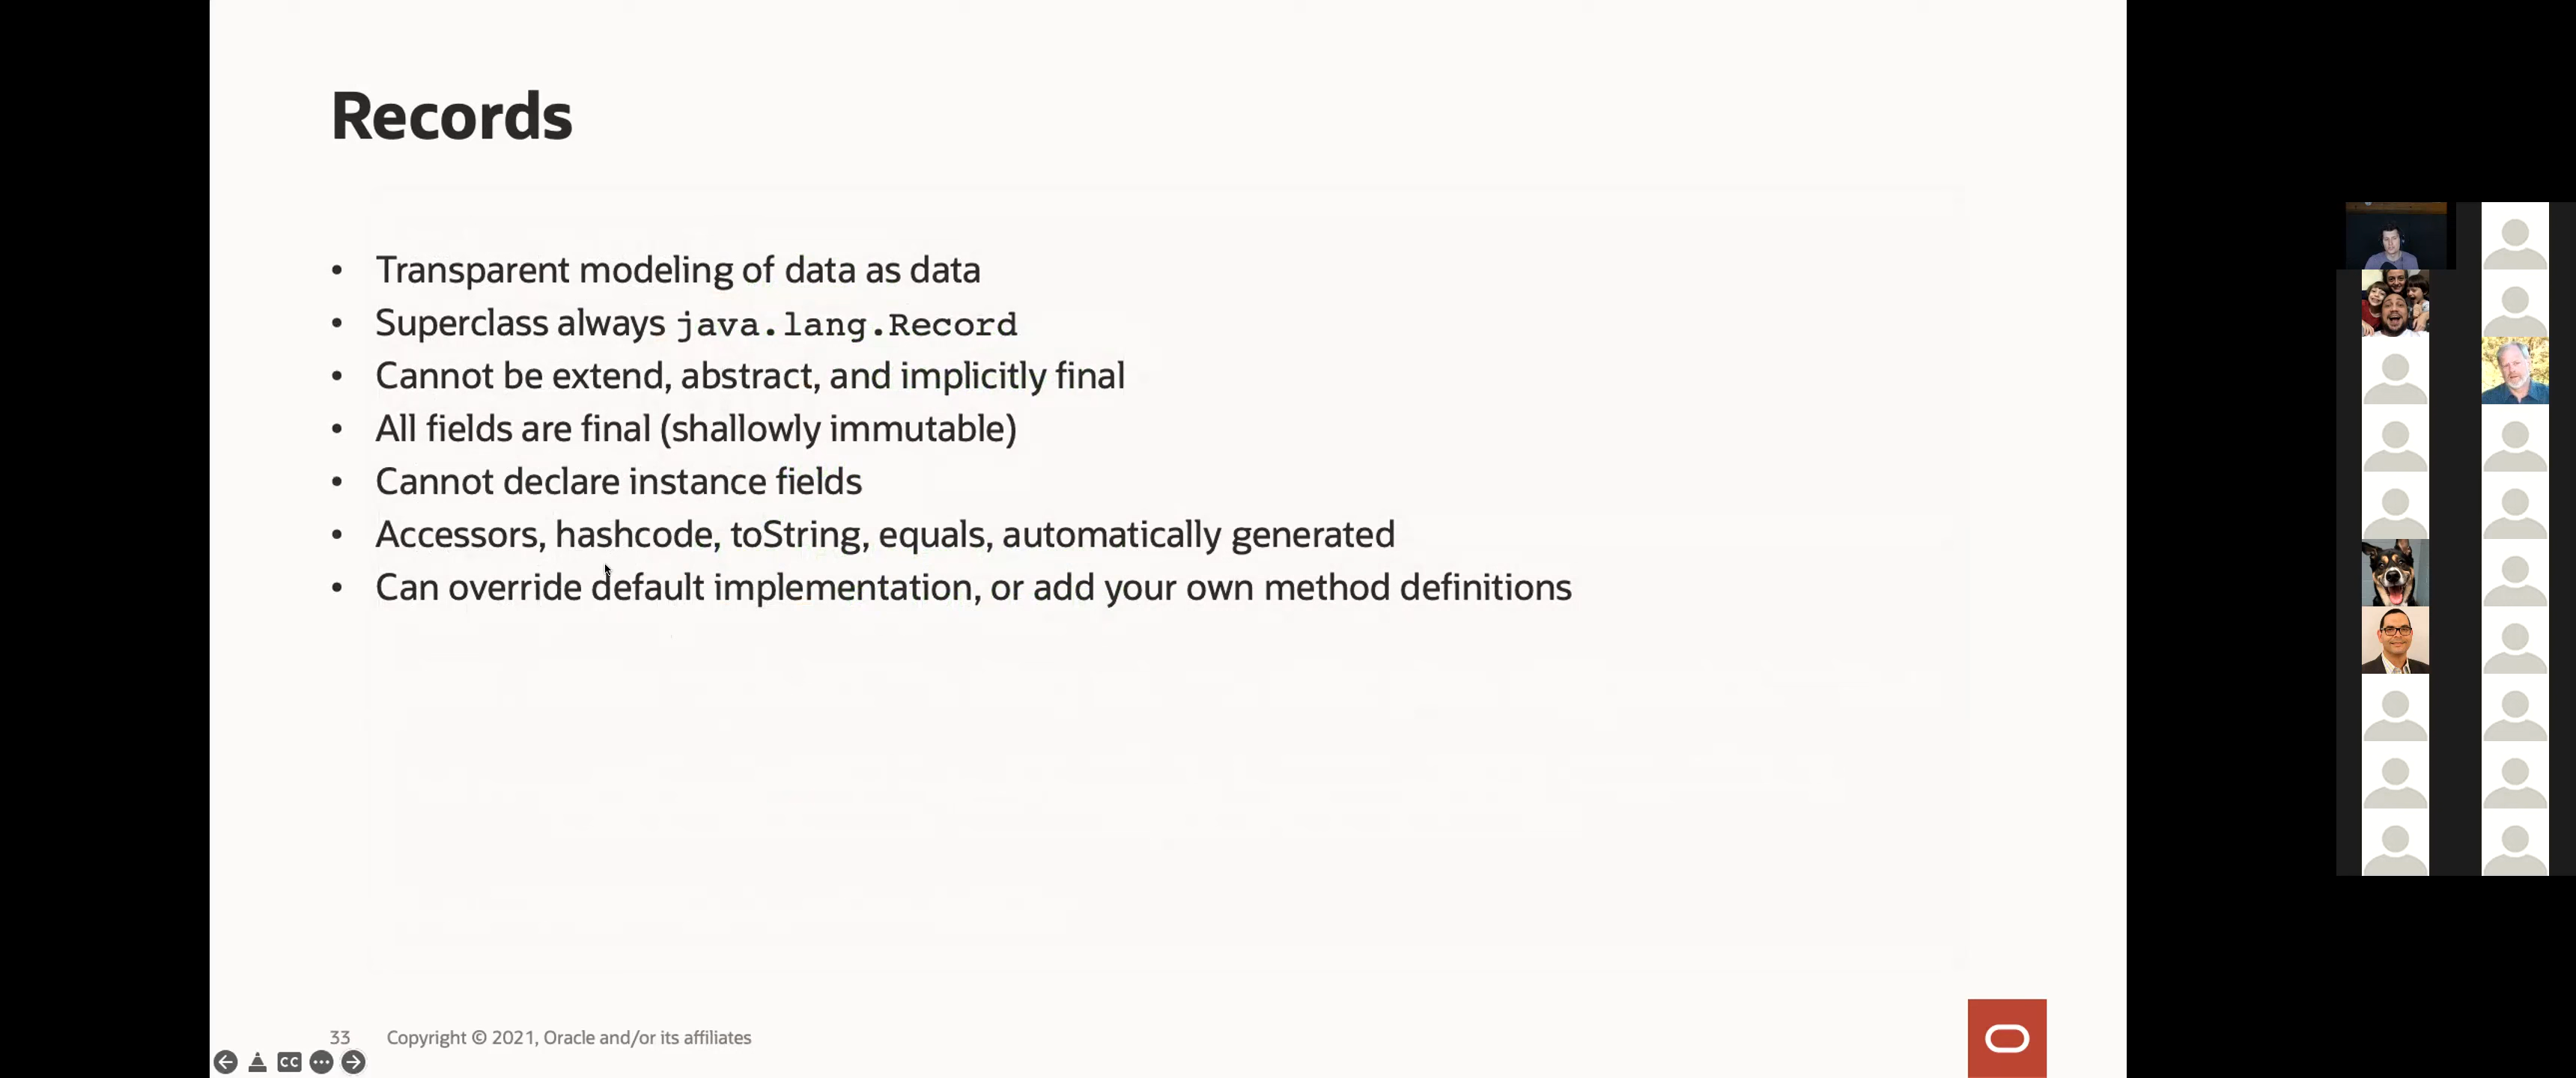 Records
• Transparent modeling of data as data
• Superclass always java.lang.Record
• Cannot be extend, abstract, and implicitly final
• All fields are final (shallowly immutable)
• Cannot declare instance fields
• Accessors, hashcode, toString, equals, automatically generated
• Can override default implementation, or add your own method definitions
33 Copyright © 2021, Oracle and/or its affiliates
CC